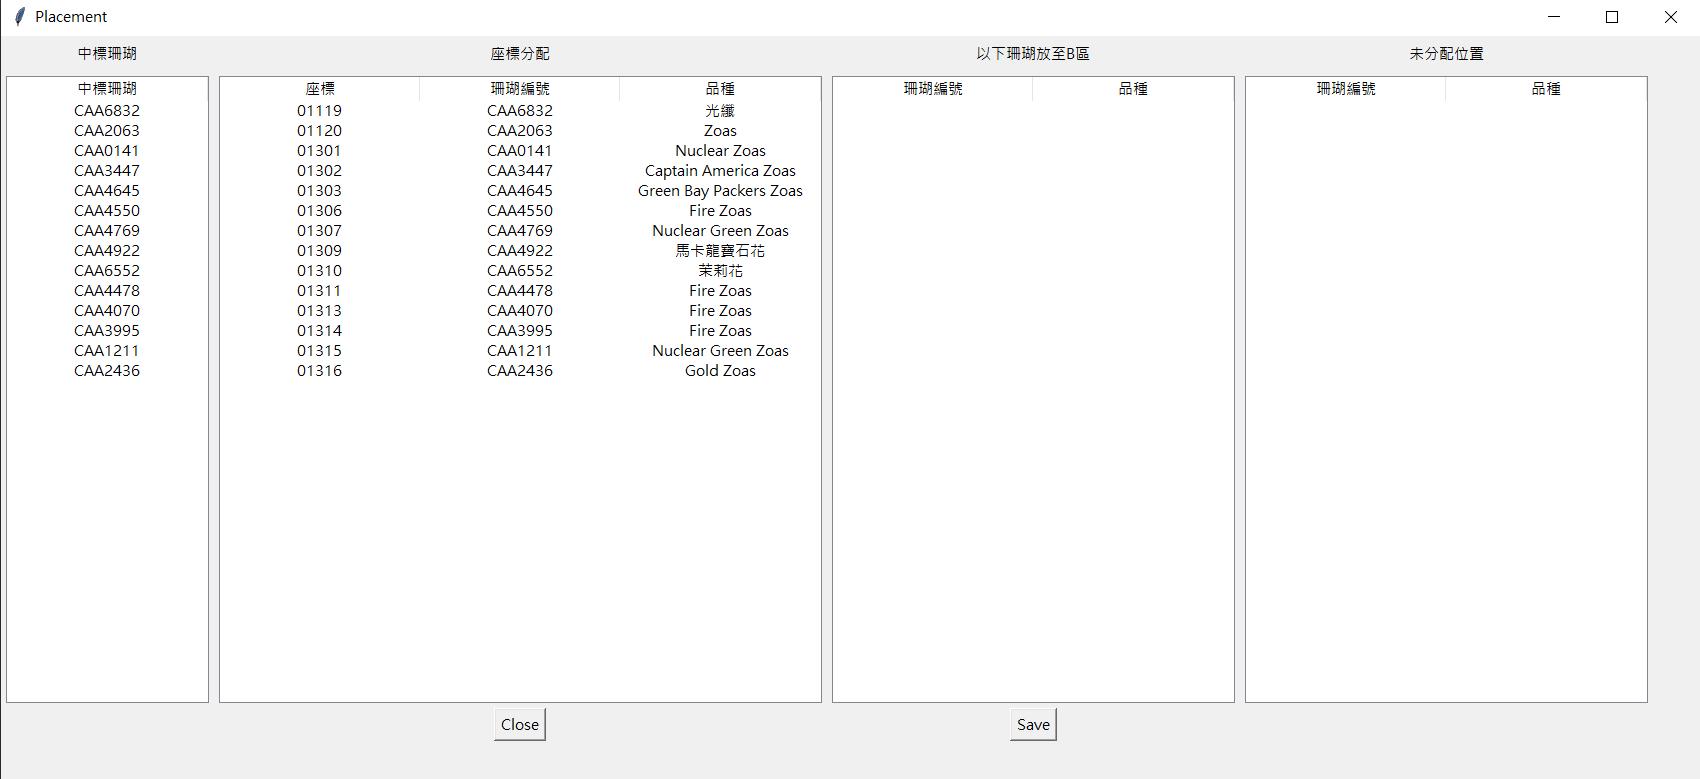 Placement
中標珊瑚 座標分配 以下珊瑚放至B區 未分配位置
中標珊瑚 座標 珊瑚編號 品種 珊瑚編號 品種 珊瑚編號 品種
CAA6832 01119 CAA6832 光纖
CAA2063 01120 CAA2063 Zoas
CAA0141 01301 CAA0141 Nuclear Zoas
CAA3447 01302 CAA3447 Captain America Zoas
CAA4645 01303 CAA4645 Green Bay Packers Zoas
CAA4550 01306 CAA4550 Fire Zoas
CAA4769 01307 CAA4769 Nuclear Green Zoas
CAA4922 01309 CAA4922 馬卡龍寶石花
CAA6552 01310 CAA6552 茉莉花
CAA4478 01311 CAA4478 Fire Zoas
CAA4070 01313 CAA4070 Fire Zoas
CAA3995 01314 CAA3995 Fire Zoas
CAA1211 01315 CAA1211 Nuclear Green Zoas
CAA2436 01316 CAA2436 Gold Zoas
Close Save